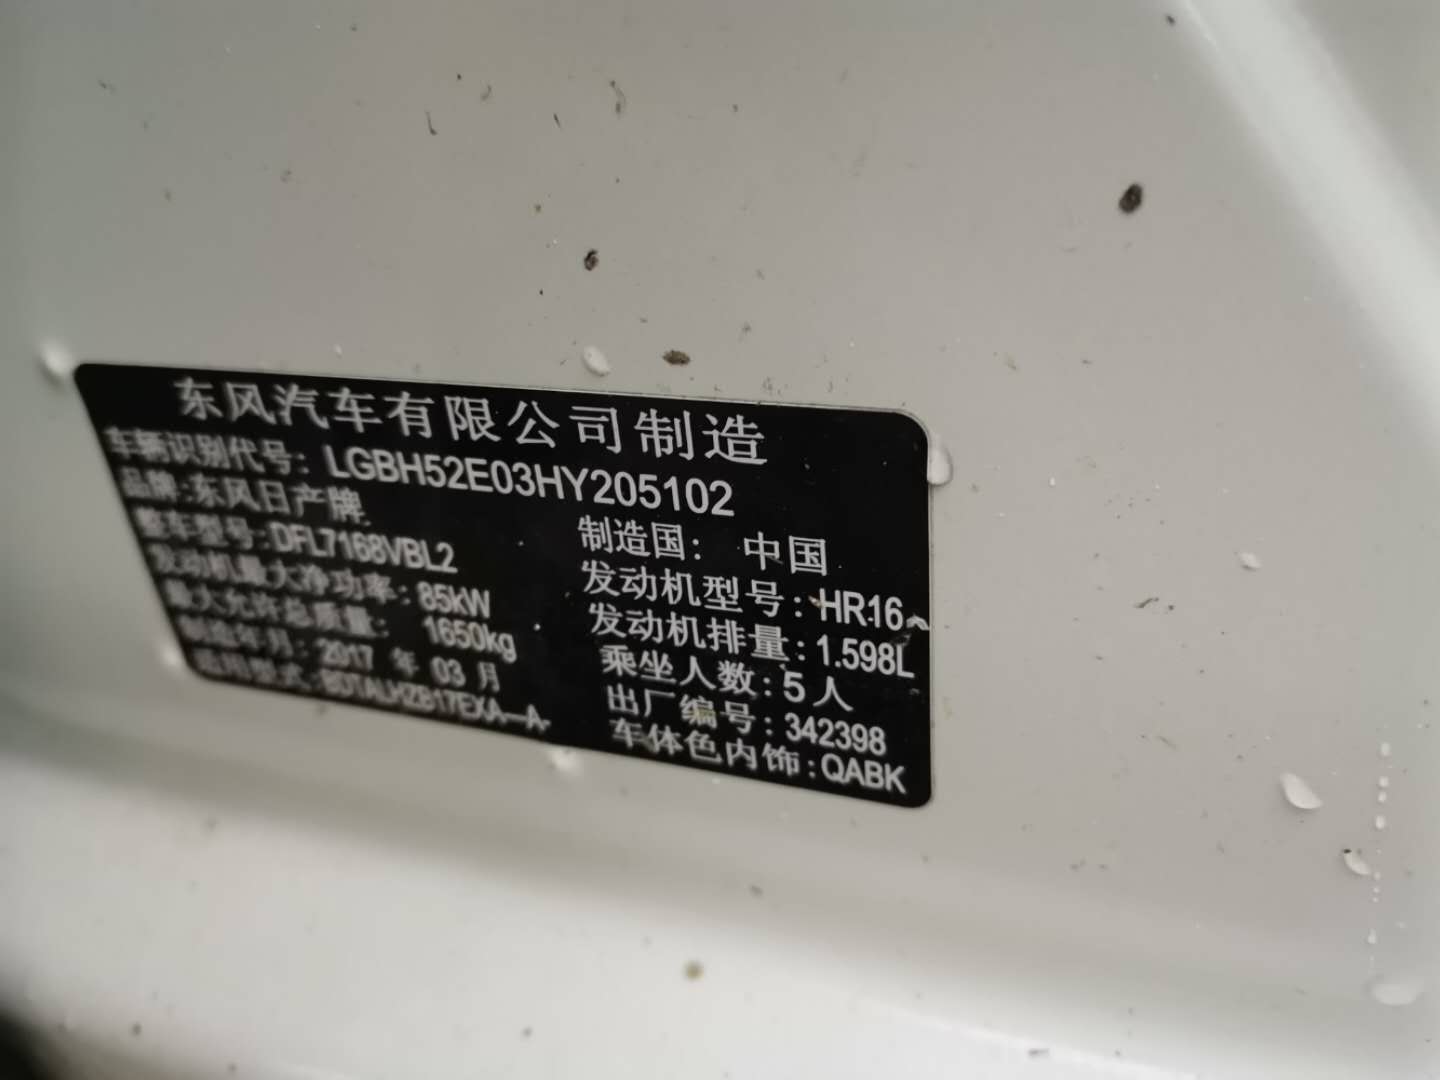 东风汽车有限公司制造
车辆识别代号: LGBH52E03HY205102
品牌:东风日产牌
制造国: 中国
整车型号:DFL7168VBL2
发动机型号:HR16
发动机最大净功率:85kW
发动机排量:1.598L
最大允许总质量: 1650kg
乘坐人数:5人
制造年月: 2017 年 03 月
出厂编号:342398
适用型式:
车体色内饰:QABK